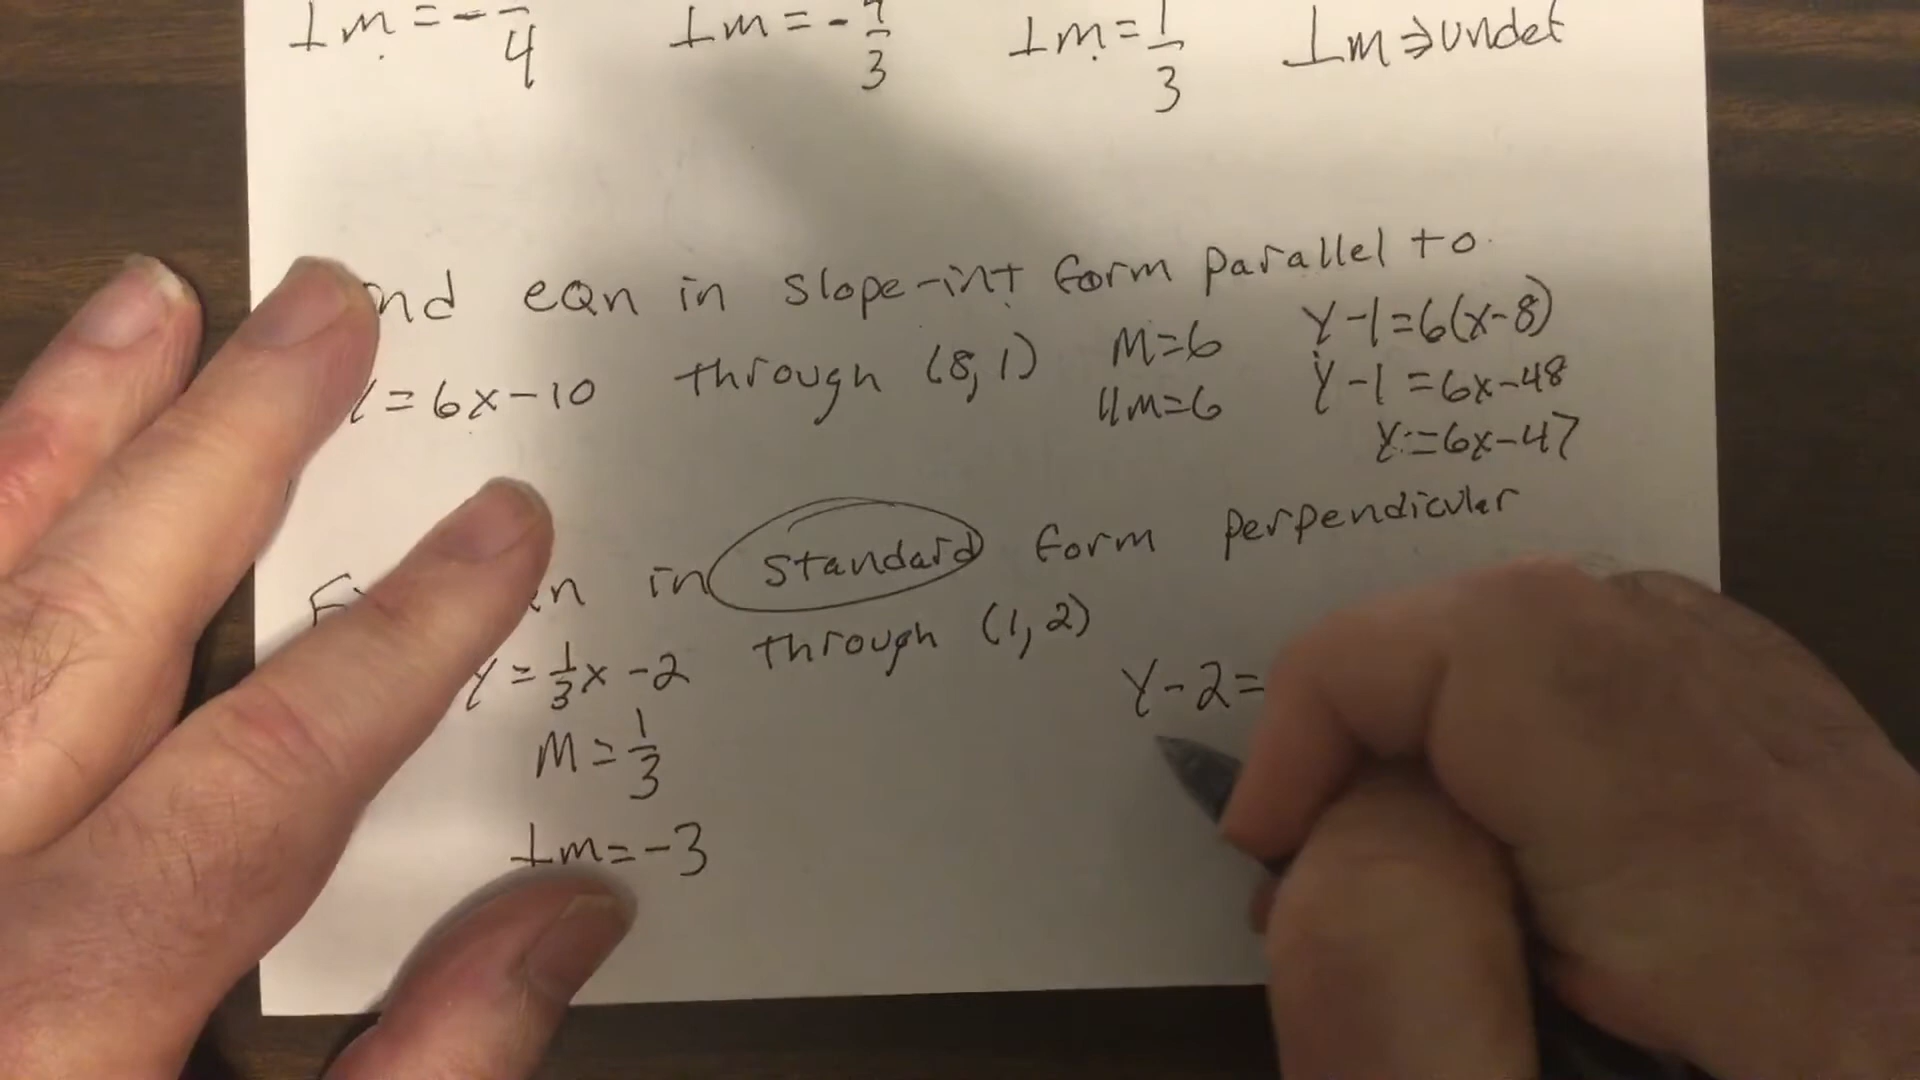 ⊥m = - /4 ⊥m = - /3 ⊥m = 1/3 ⊥m ⇒ undef
nd eqn in slope-int form parallel to
= 6x - 10 through (8, 1) M=6 Y-1=6(x-8)
llm=6 Y-1=6x-48
Y=6x-47
n in standard form perpendicular
Y = 1/3 x - 2 through (1, 2)
M = 1/3 Y-2=
⊥m = -3